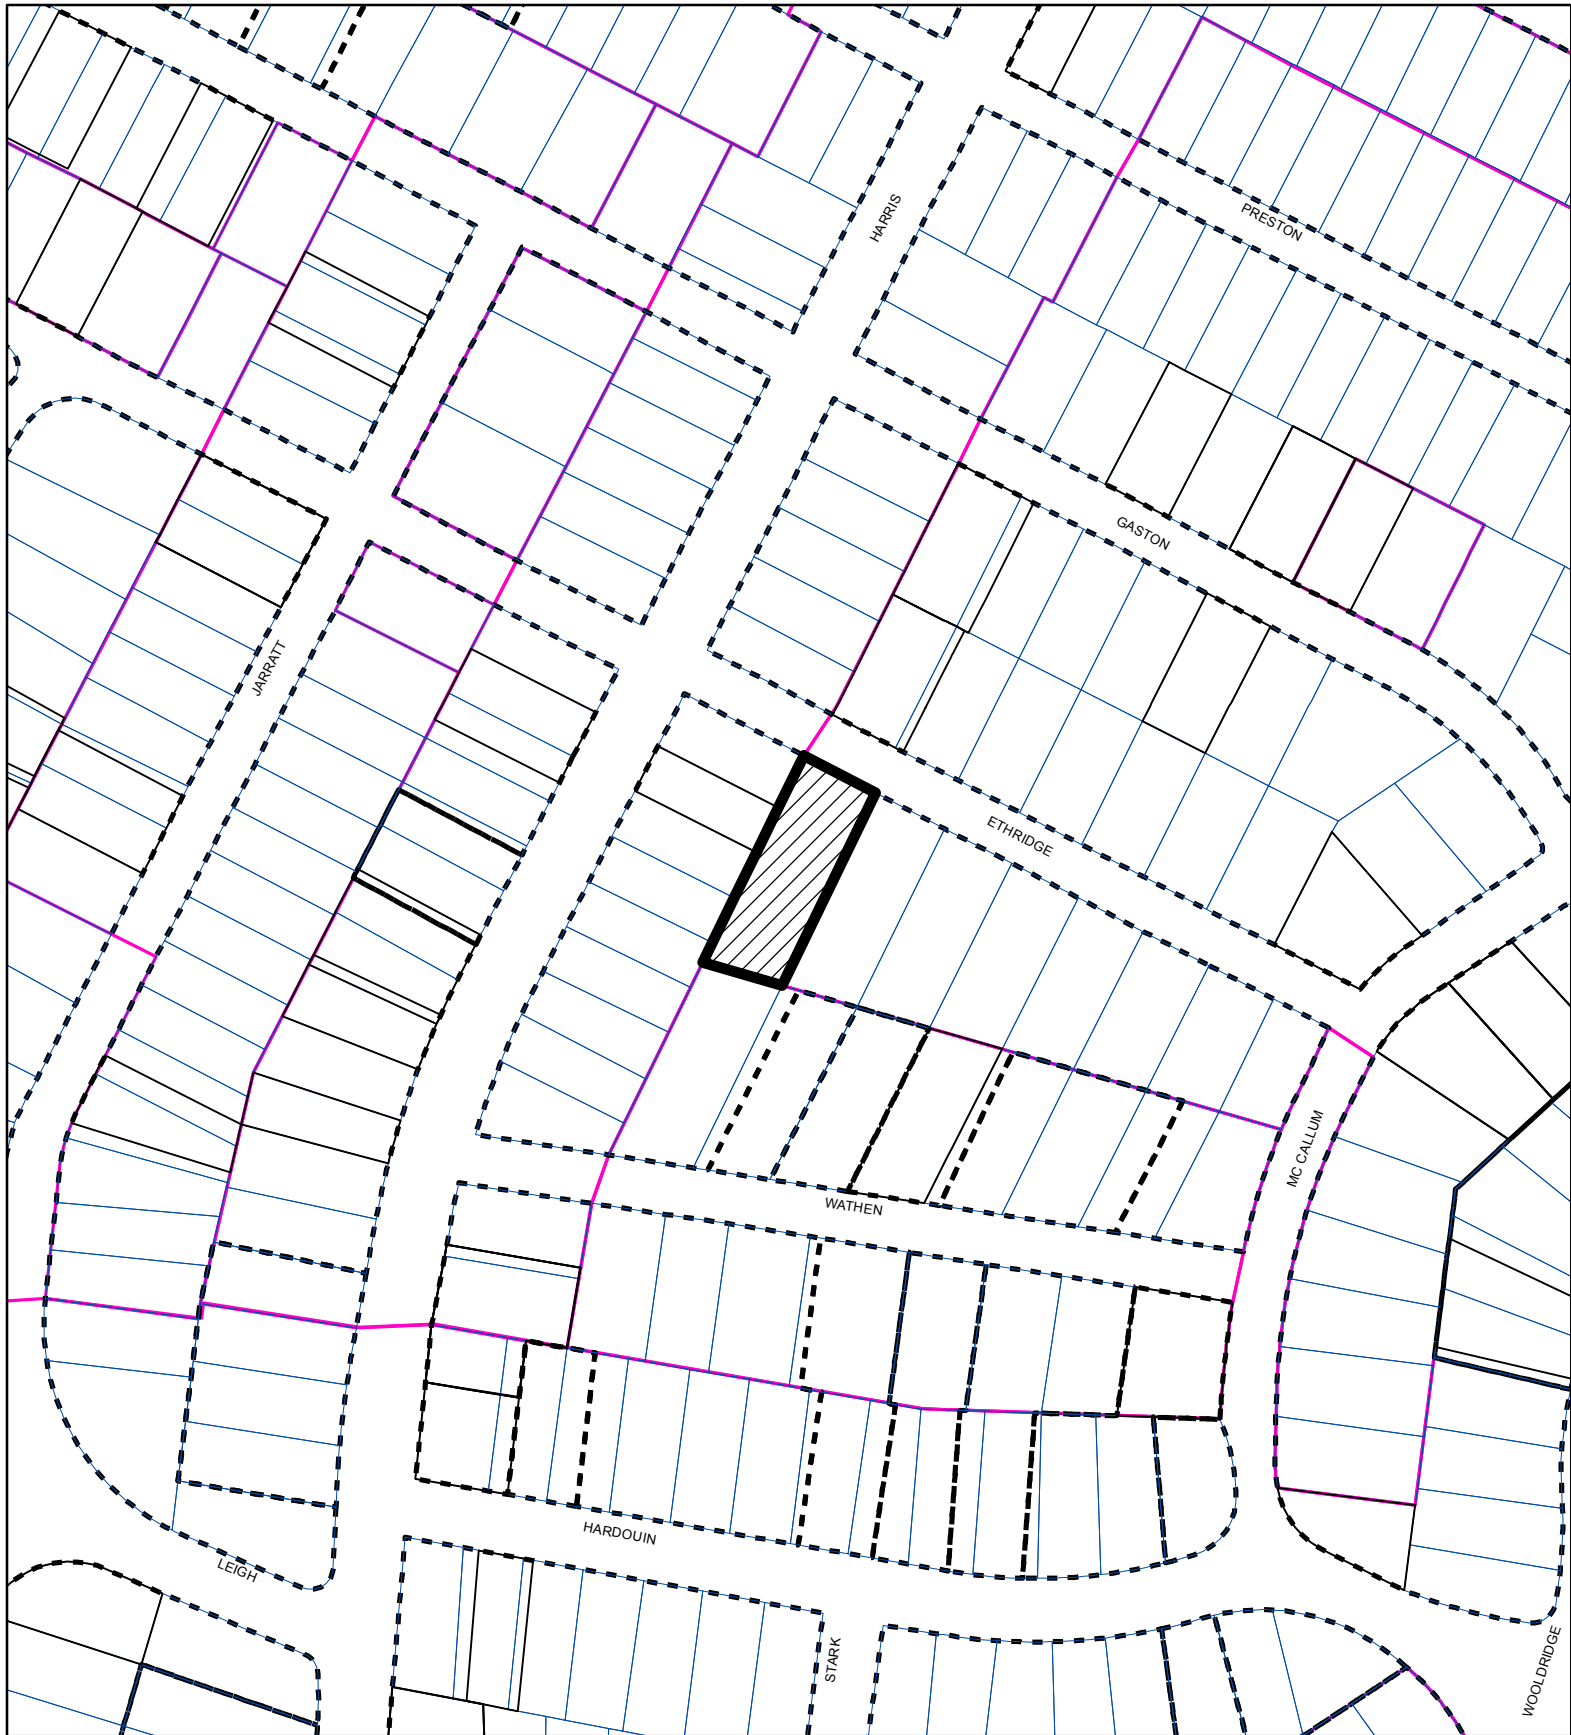 HARRIS
PRESTON
GASTON
JARRATT
ETHRIDGE
MC CALLUM
WATHEN
HARDOUIN
LEIGH
STARK
WOOLDRIDGE